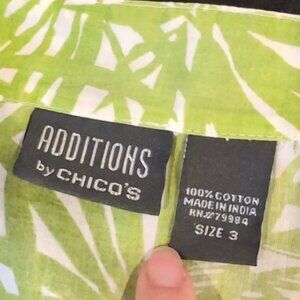 ADDITIONS
by CHICO'S
100% COTTON
MADE IN INDIA
RN# 79984
SIZE 3